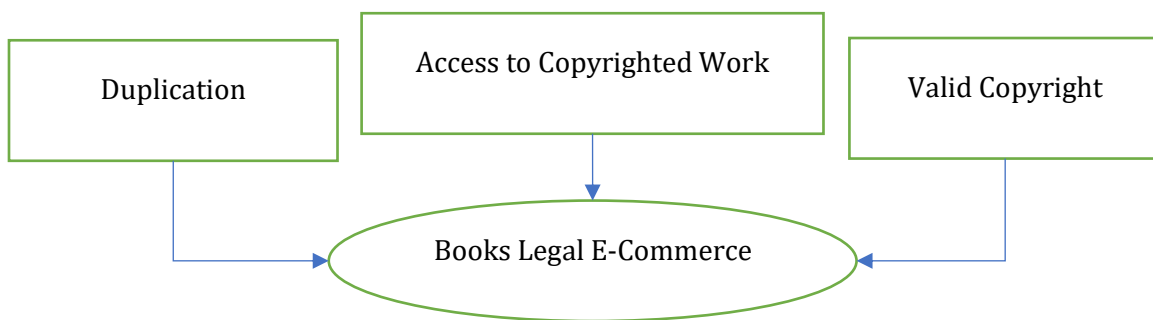 Duplication
Access to Copyrighted Work
Valid Copyright
Books Legal E-Commerce